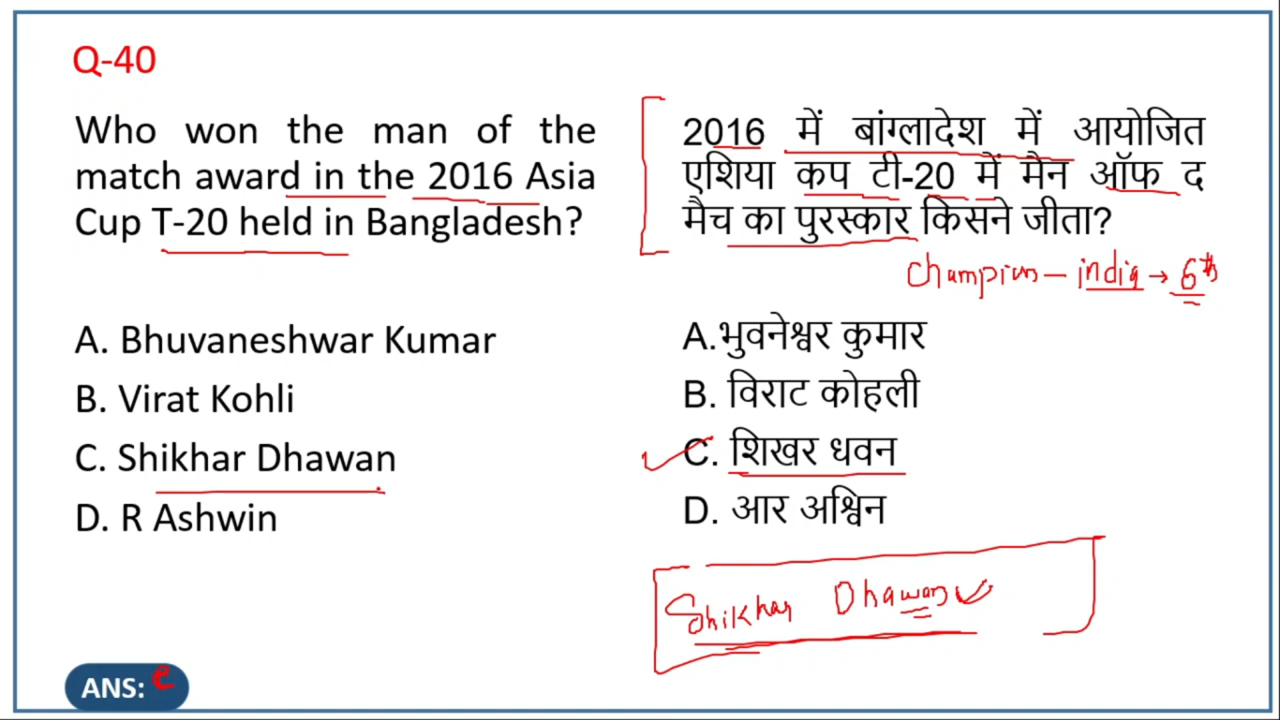 Q-40
Who won the man of the
match award in the 2016 Asia
Cup T-20 held in Bangladesh?
A. Bhuvaneshwar Kumar
B. Virat Kohli
C. Shikhar Dhawan
D. R Ashwin
2016 में बांग्लादेश में आयोजित
एशिया कप टी-20 में मैन ऑफ द
मैच का पुरस्कार किसने जीता?
Champion – india → 6th
A.भुवनेश्वर कुमार
B. विराट कोहली
C. शिखर धवन
D. आर अश्विन
Shikhar Dhawan
ANS: C